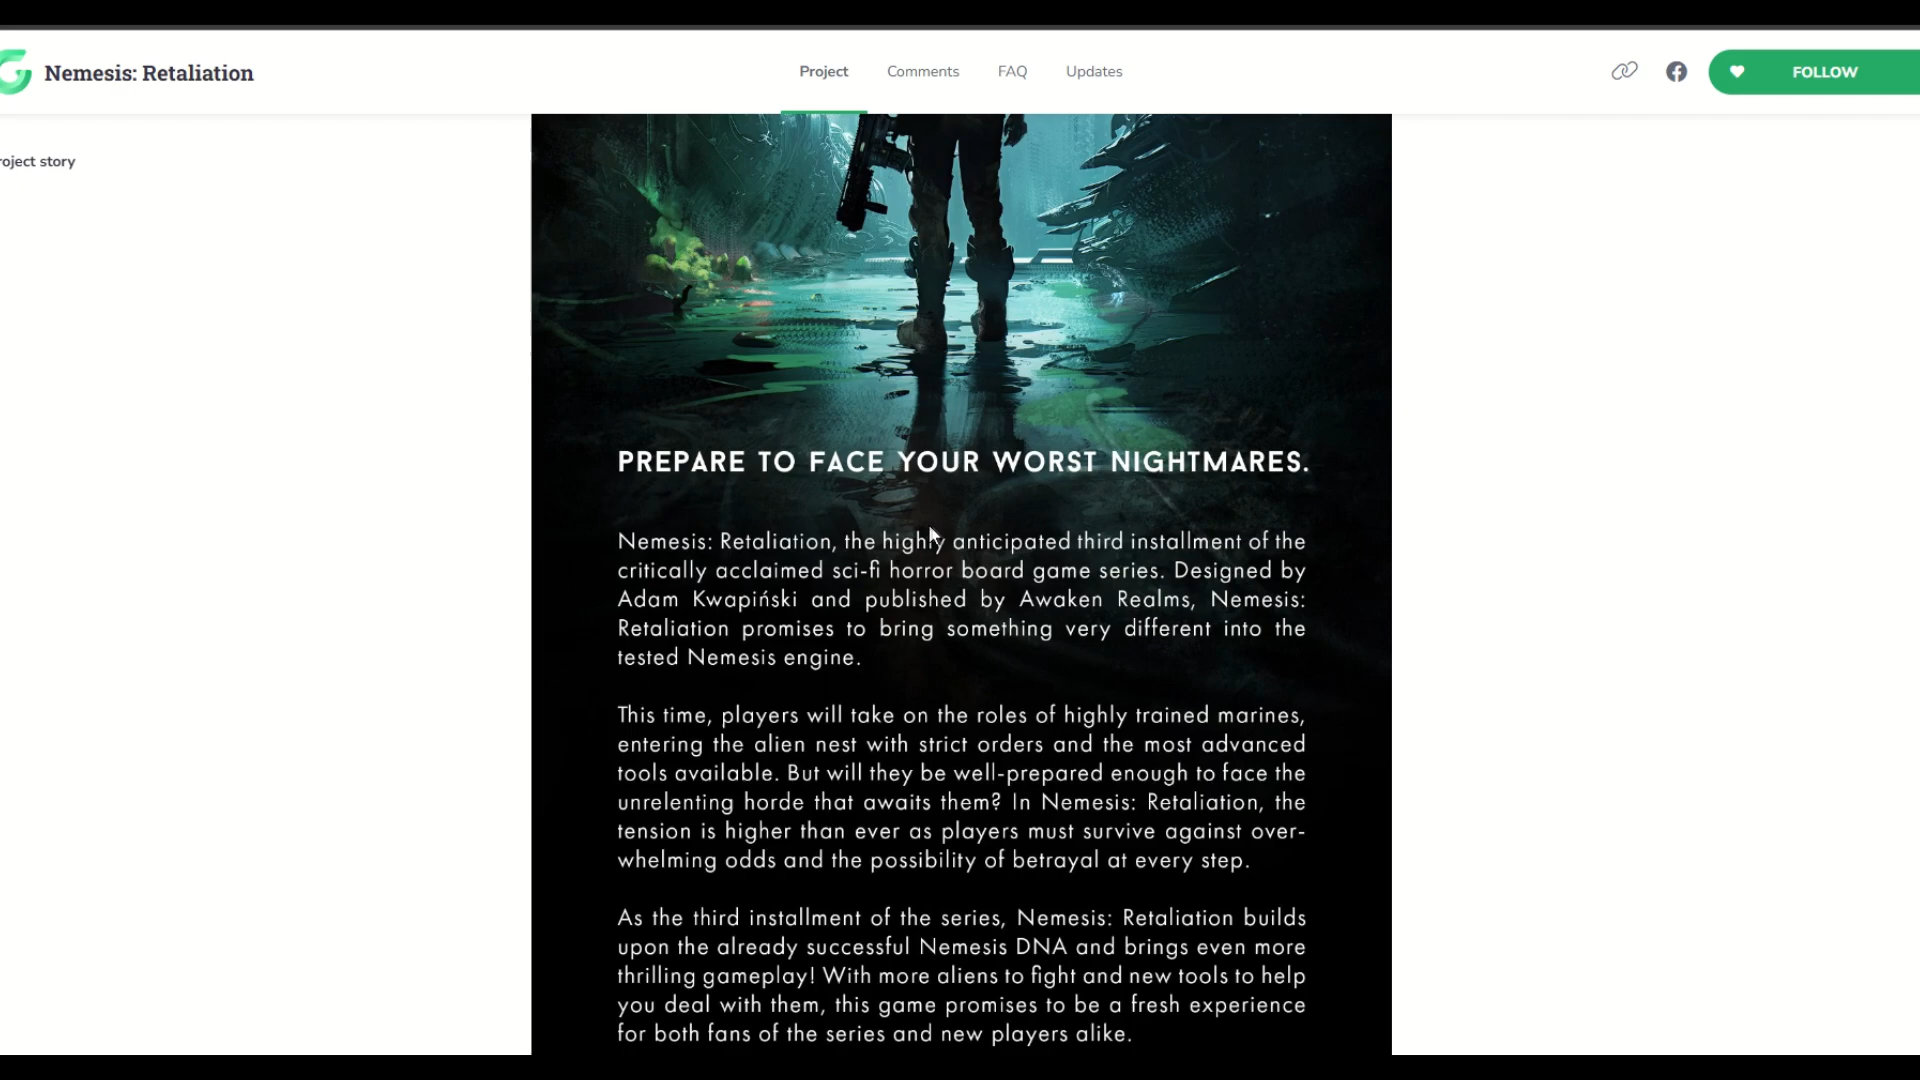 Nemesis: Retaliation
Project
Comments
FAQ
Updates
FOLLOW
roject story
PREPARE TO FACE YOUR WORST NIGHTMARES.
Nemesis: Retaliation, the highly anticipated third installment of the
critically acclaimed sci-fi horror board game series. Designed by
Adam Kwapiński and published by Awaken Realms, Nemesis:
Retaliation promises to bring something very different into the
tested Nemesis engine.
This time, players will take on the roles of highly trained marines,
entering the alien nest with strict orders and the most advanced
tools available. But will they be well-prepared enough to face the
unrelenting horde that awaits them? In Nemesis: Retaliation, the
tension is higher than ever as players must survive against over-
whelming odds and the possibility of betrayal at every step.
As the third installment of the series, Nemesis: Retaliation builds
upon the already successful Nemesis DNA and brings even more
thrilling gameplay! With more aliens to fight and new tools to help
you deal with them, this game promises to be a fresh experience
for both fans of the series and new players alike.